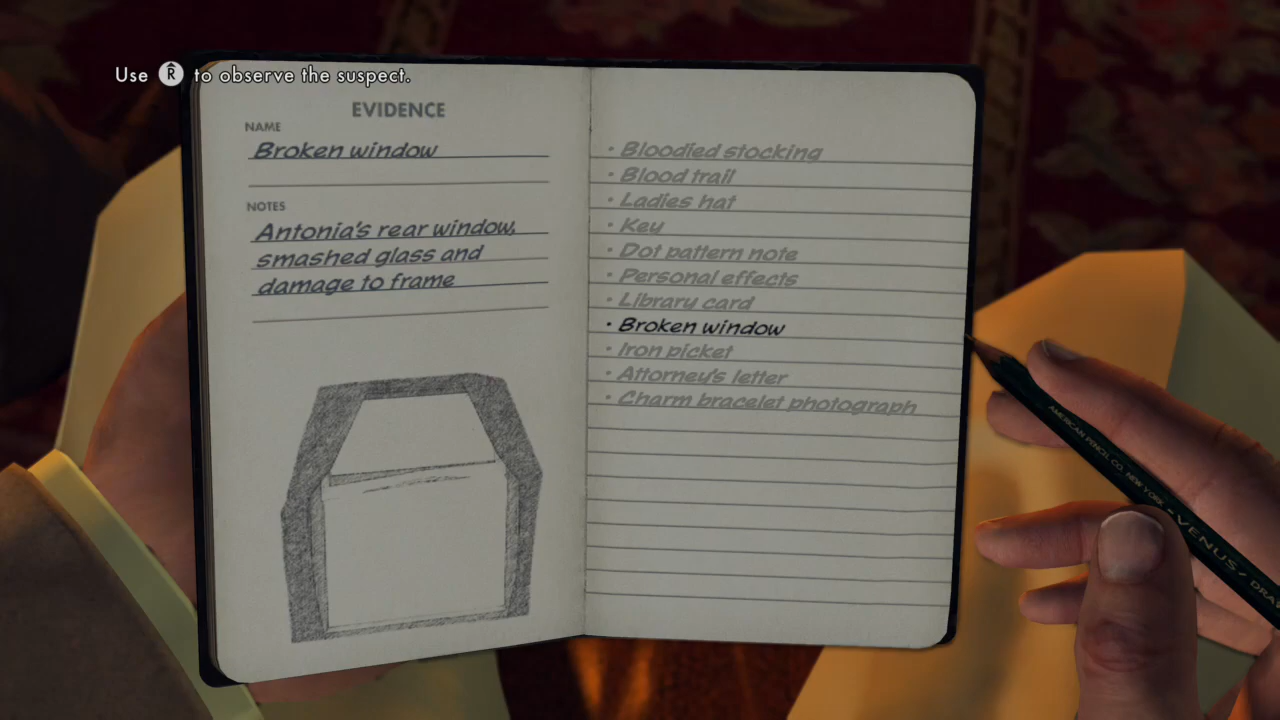 Use R to observe the suspect.
EVIDENCE
NAME
Broken window
NOTES
Antonia's rear window,
smashed glass and
damage to frame
• Bloodied stocking
• Blood trail
• Ladies hat
• Key
• Dot pattern note
• Personal effects
• Library card
• Broken window
• Iron picket
• Attorney's letter
• Charm bracelet photograph
AMERICAN PENCIL CO. NEW YORK
VENUS